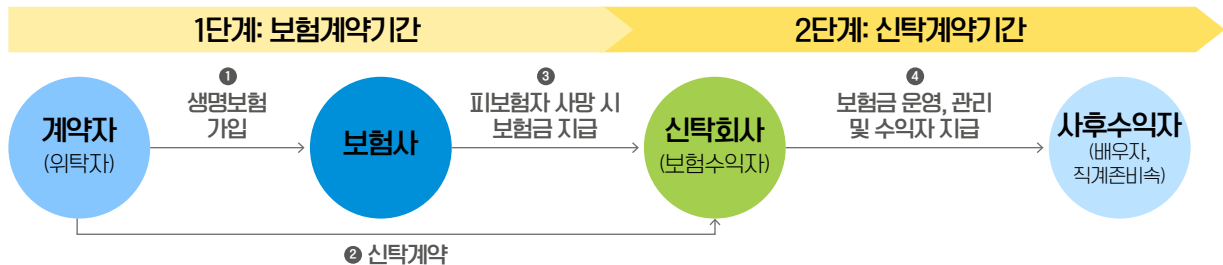 1단계: 보험계약기간
2단계: 신탁계약기간
❶
생명보험
가입
❸
피보험자 사망 시
보험금 지급
❹
보험금 운영, 관리
및 수익자 지급
계약자
(위탁자)
보험사
신탁회사
(보험수익자)
사후수익자
(배우자,
직계존비속)
❷ 신탁계약